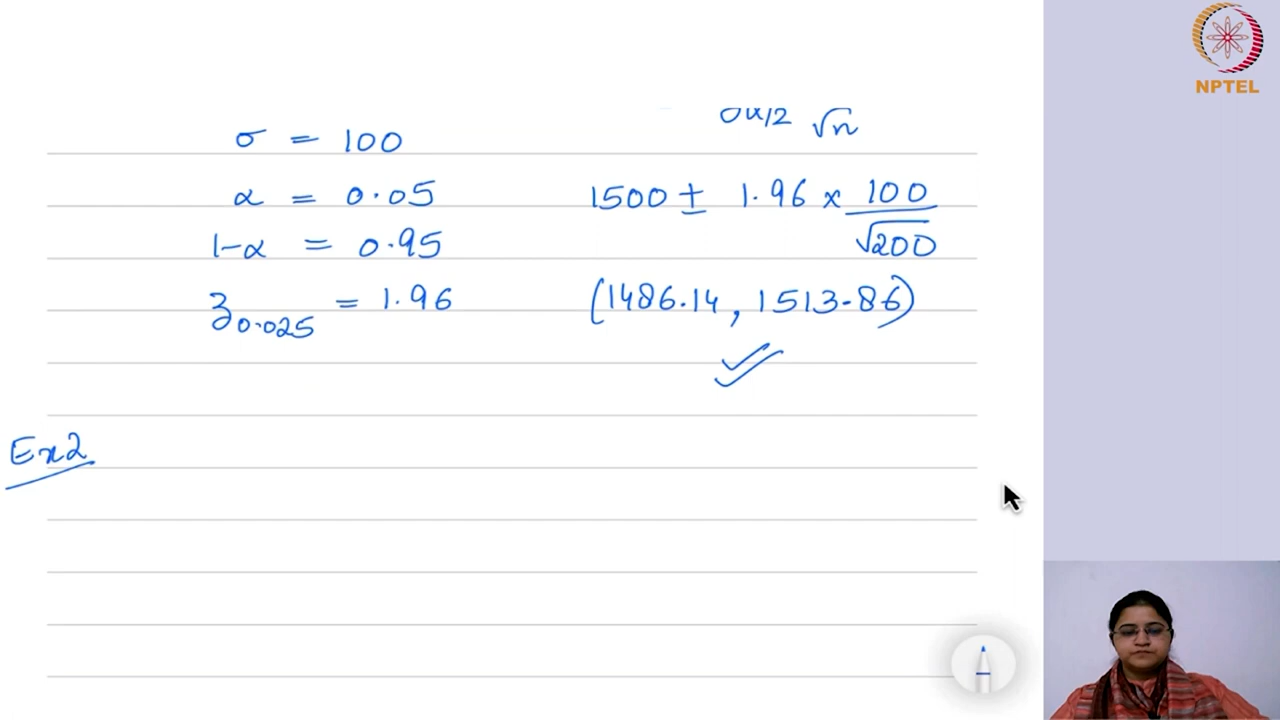 NPTEL
σ = 100
√n
α = 0.05
1500 ± 1.96 × 100/√200
1-α = 0.95
z0.025 = 1.96
(1486.14, 1513.86)
Ex2